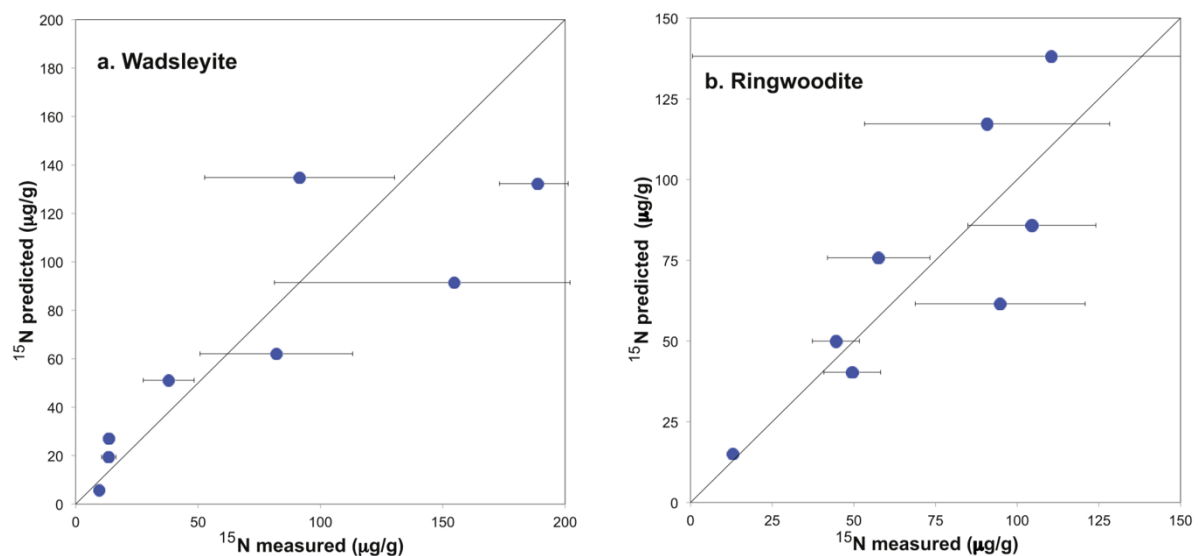 a. Wadsleyite
200
180
160
140
120
100
80
60
40
20
0
0 50 100 150 200
¹⁵N predicted (µg/g)
¹⁵N measured (µg/g)
b. Ringwoodite
150
125
100
75
50
25
0
0 25 50 75 100 125 150
¹⁵N predicted (µg/g)
¹⁵N measured (µg/g)